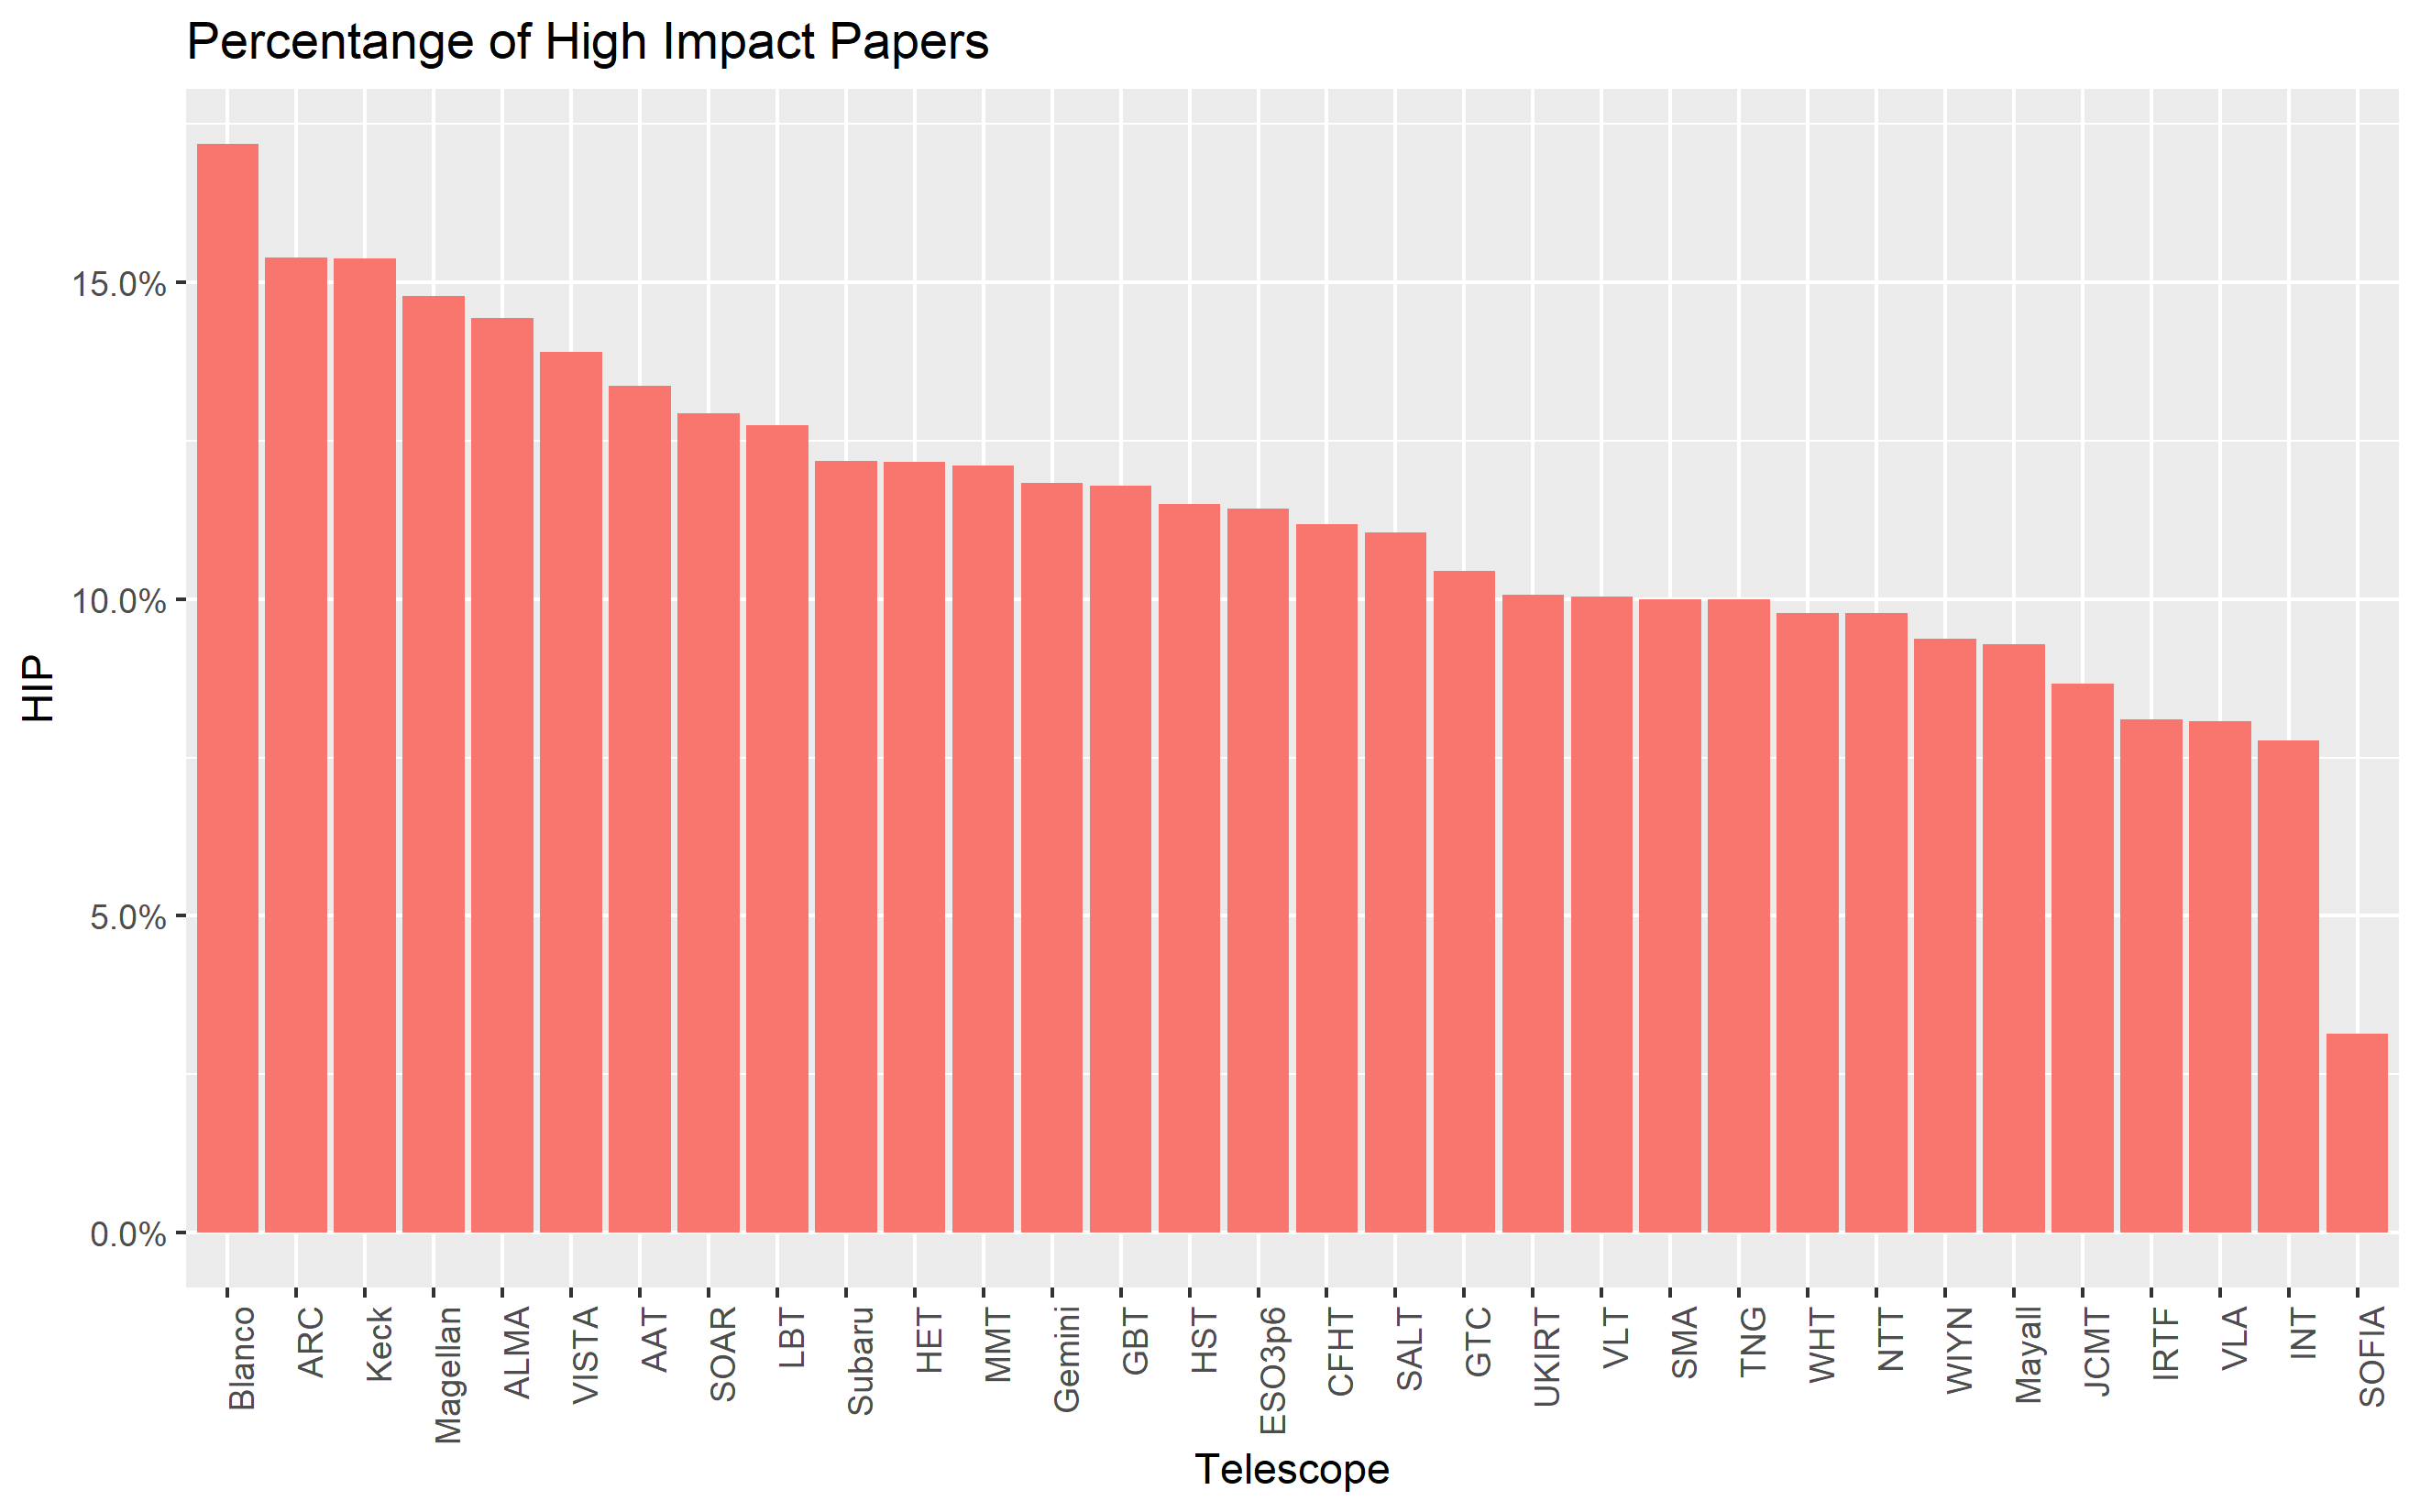 Percentange of High Impact Papers
HIP
15.0%
10.0%
5.0%
0.0%
Blanco
ARC
Keck
Magellan
ALMA
VISTA
AAT
SOAR
LBT
Subaru
HET
MMT
Gemini
GBT
HST
ESO3p6
CFHT
SALT
GTC
UKIRT
VLT
SMA
TNG
WHT
NTT
WIYN
Mayall
JCMT
IRTF
VLA
INT
SOFIA
Telescope